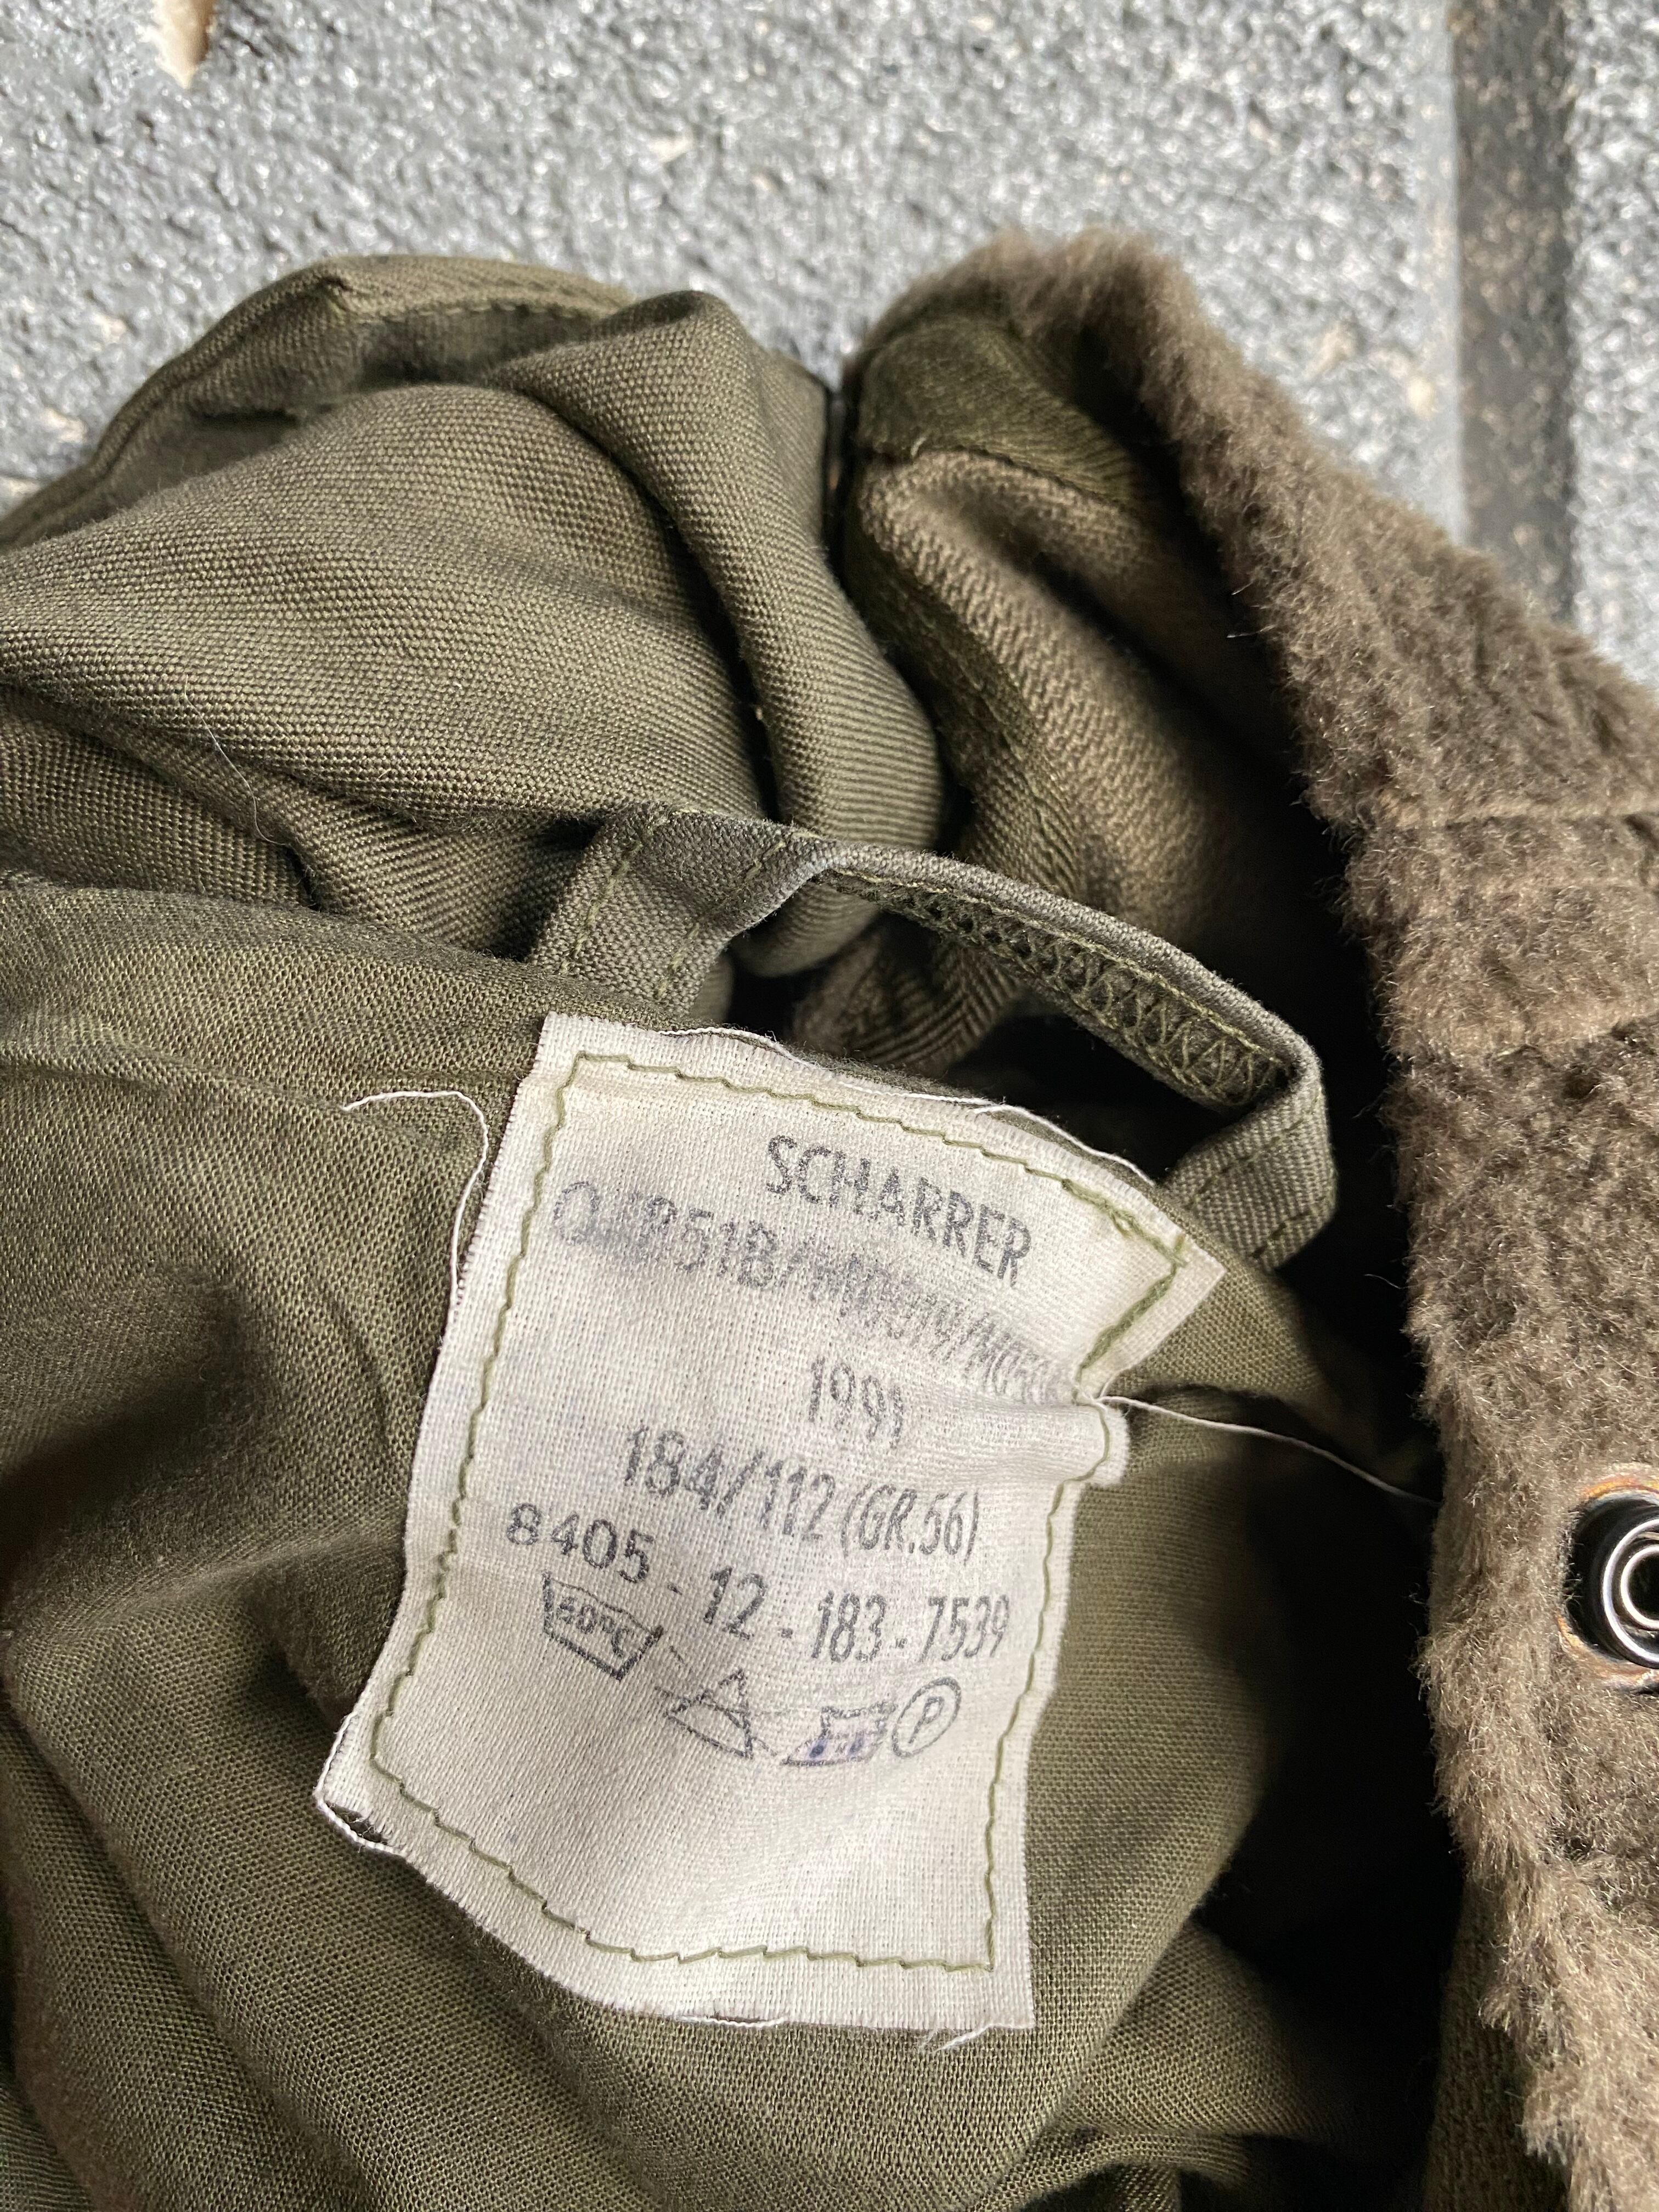 SCHARRER
1991
184/112 (GR.56)
8405 - 12 - 183 - 7539
60°C
P